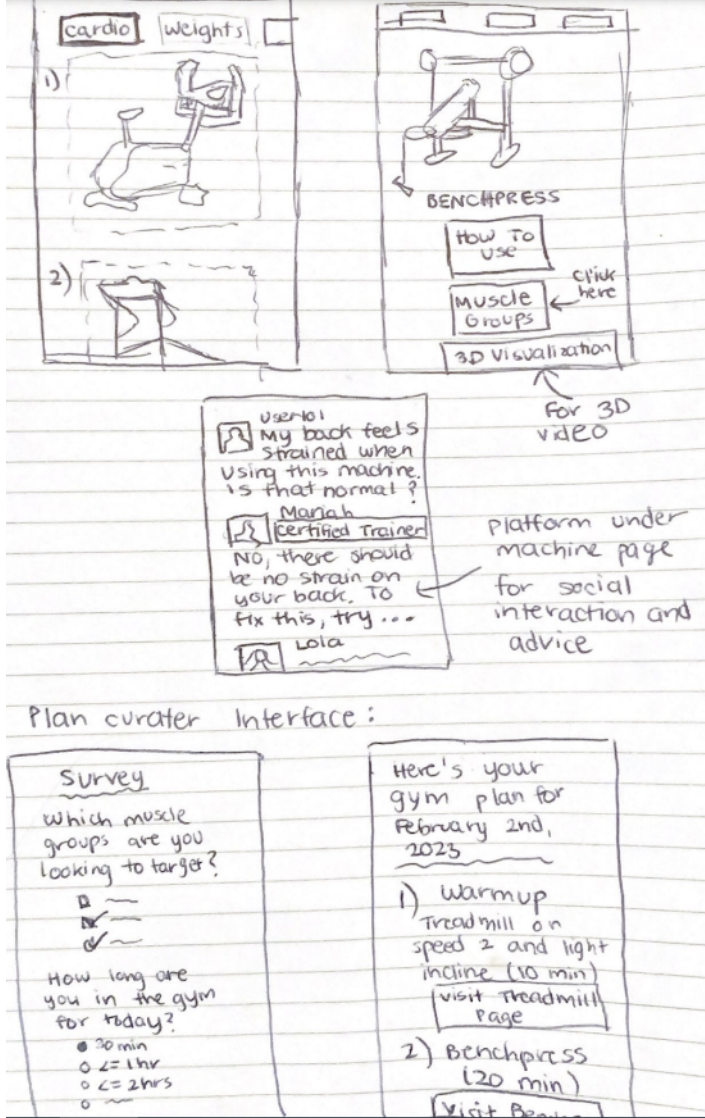 cardio weights
1)
2)
BENCHPRESS
How To
Use
Muscle
Groups
click
here
3D Visualization
For 3D
video
User101
My back feels
strained when
using this machine.
is that normal?
Mariah
Certified Trainer
No, there should
be no strain on
your back. To
fix this, try ...
Lola
Platform under
machine page
for social
interaction and
advice
Plan curater Interface:
Survey
Which muscle
groups are you
looking to target?
How long are
you in the gym
for today?
30 min
<= 1hr
<= 2hrs
Here's your
gym plan for
February 2nd,
2023
1) Warmup
Treadmill on
speed 2 and light
incline (10 min)
Visit Treadmill
Page
2) Benchpress
(20 min)
Visit